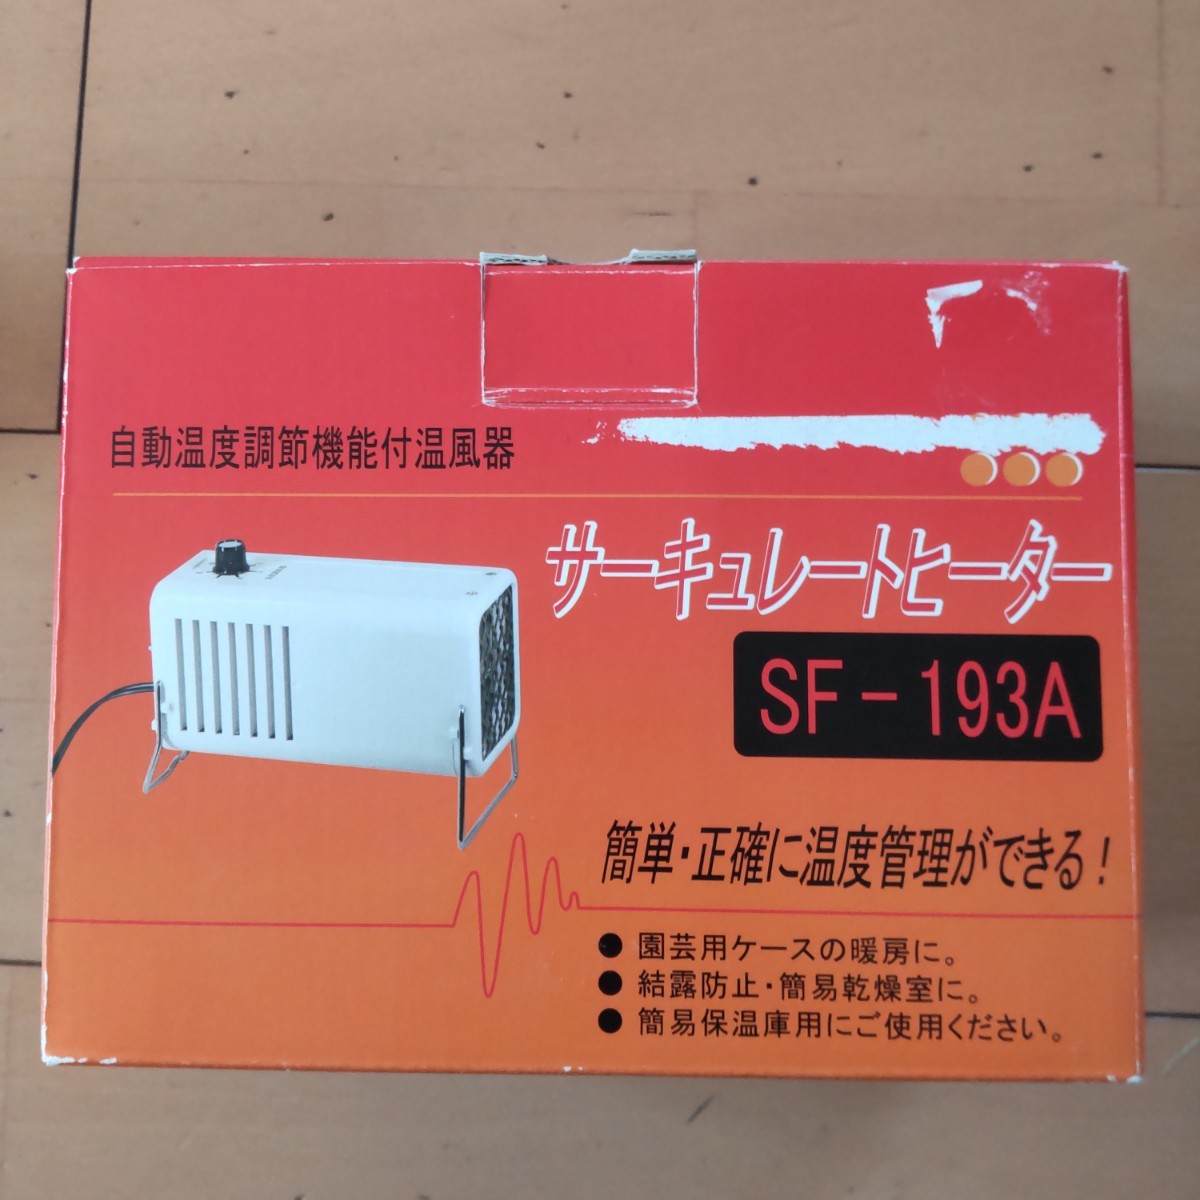 自動温度調節機能付温風器
サーキュレートヒーター
SF-193A
簡単・正確に温度管理ができる！
● 園芸用ケースの暖房に。
● 結露防止・簡易乾燥室に。
● 簡易保温庫用にご使用ください。